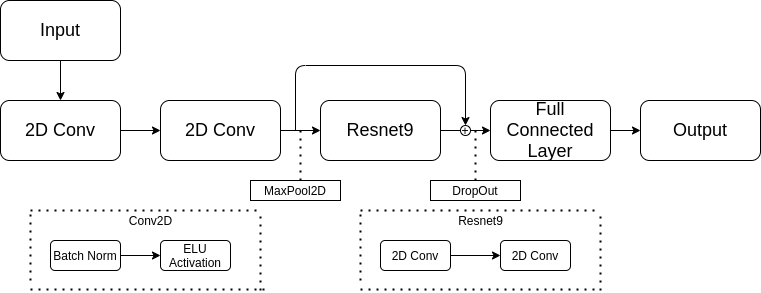 Input
2D Conv
2D Conv
Resnet9
Full
Connected
Layer
Output
MaxPool2D
DropOut
Conv2D
Batch Norm
ELU
Activation
Resnet9
2D Conv
2D Conv